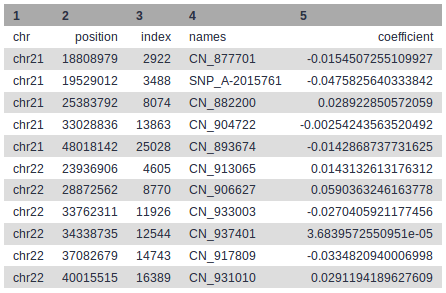 1 2 3 4 5
chr position index names coefficient
chr21 18808979 2922 CN_877701 -0.0154507255109927
chr21 19529012 3488 SNP_A-2015761 -0.0475825640333842
chr21 25383792 8074 CN_882200 0.028922850572059
chr21 33028836 13863 CN_904722 -0.00254243563520492
chr21 48018142 25028 CN_893674 -0.0142868737731625
chr22 23936906 4605 CN_913065 0.0143132613176312
chr22 28872562 8770 CN_906627 0.0590363246163778
chr22 33762311 11926 CN_933003 -0.0270405921177456
chr22 34338735 12544 CN_937401 3.6839572550951e-05
chr22 37082679 14743 CN_917809 -0.0334820940006998
chr22 40015515 16389 CN_931010 0.0291194189627609